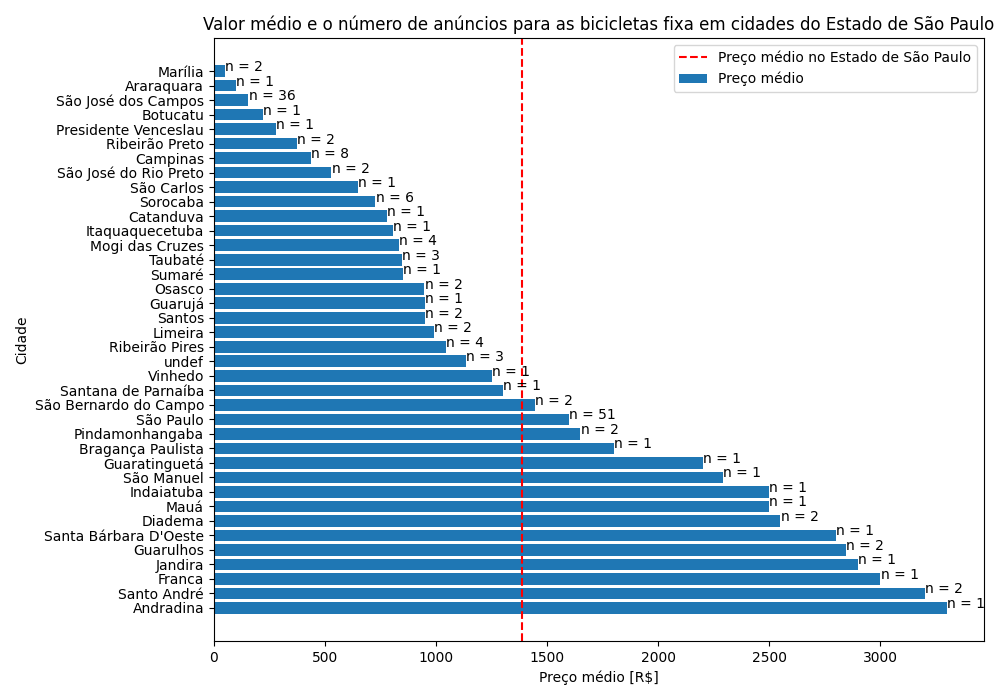 Valor médio e o número de anúncios para as bicicletas fixa em cidades do Estado de São Paulo
Preço médio no Estado de São Paulo
Preço médio
Cidade
Marília n = 2
Araraquara n = 1
São José dos Campos n = 36
Botucatu n = 1
Presidente Venceslau n = 1
Ribeirão Preto n = 2
Campinas n = 8
São José do Rio Preto n = 2
São Carlos n = 1
Sorocaba n = 6
Catanduva n = 1
Itaquaquecetuba n = 1
Mogi das Cruzes n = 4
Taubaté n = 3
Sumaré n = 1
Osasco n = 2
Guarujá n = 1
Santos n = 2
Limeira n = 2
Ribeirão Pires n = 4
undef n = 3
Vinhedo n = 1
Santana de Parnaíba n = 1
São Bernardo do Campo n = 2
São Paulo n = 51
Pindamonhangaba n = 2
Bragança Paulista n = 1
Guaratinguetá n = 1
São Manuel n = 1
Indaiatuba n = 1
Mauá n = 1
Diadema n = 2
Santa Bárbara D'Oeste n = 1
Guarulhos n = 2
Jandira n = 1
Franca n = 1
Santo André n = 2
Andradina n = 1
0 500 1000 1500 2000 2500 3000
Preço médio [R$]